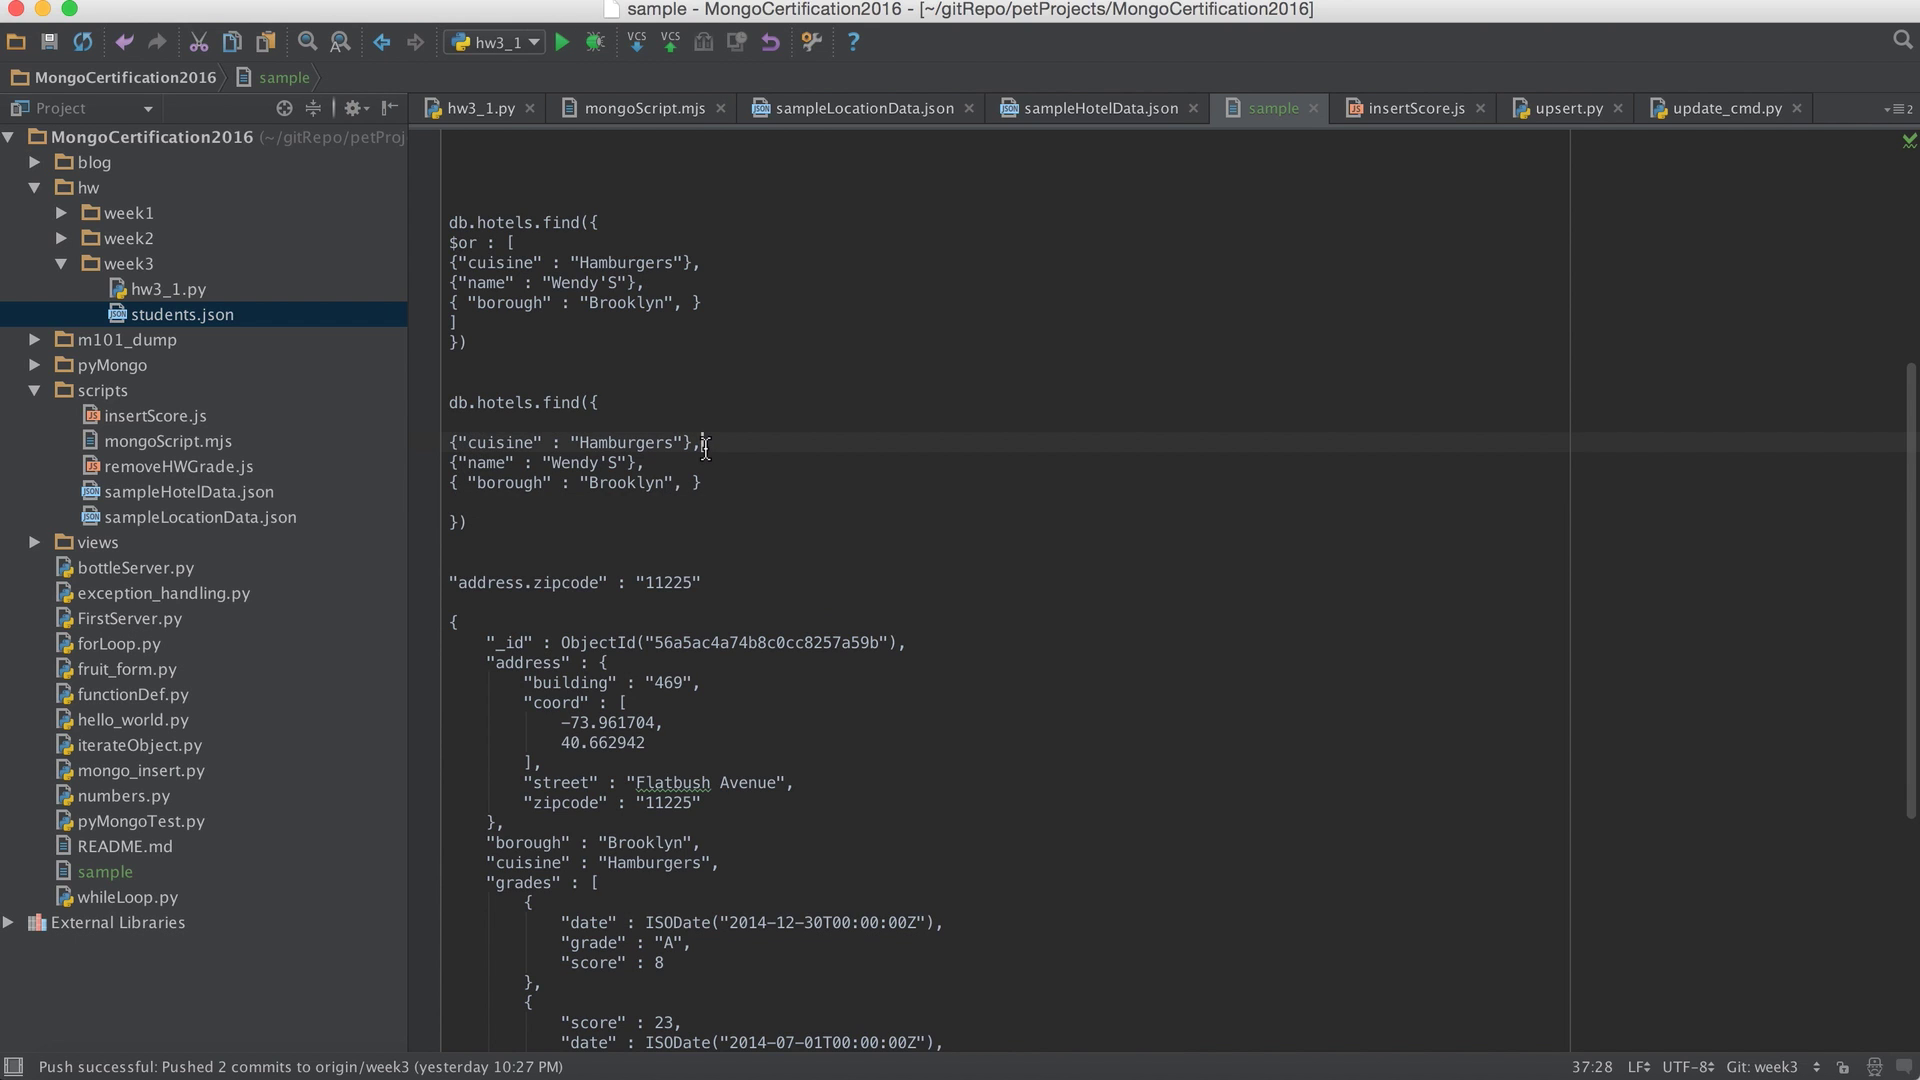 sample - MongoCertification2016 - [~/gitRepo/petProjects/MongoCertification2016]
hw3_1
VCS VCS
?
MongoCertification2016 sample
Project
hw3_1.py mongoScript.mjs sampleLocationData.json sampleHotelData.json sample insertScore.js upsert.py update_cmd.py
2
MongoCertification2016 (~/gitRepo/petProj
blog
hw
week1
week2
week3
hw3_1.py
students.json
m101_dump
pyMongo
scripts
insertScore.js
mongoScript.mjs
removeHWGrade.js
sampleHotelData.json
sampleLocationData.json
views
bottleServer.py
exception_handling.py
FirstServer.py
forLoop.py
fruit_form.py
functionDef.py
hello_world.py
iterateObject.py
mongo_insert.py
numbers.py
pyMongoTest.py
README.md
sample
whileLoop.py
External Libraries
db.hotels.find({
$or : [
{"cuisine" : "Hamburgers"},
{"name" : "Wendy'S"},
{ "borough" : "Brooklyn", }
]
})
db.hotels.find({
{"cuisine" : "Hamburgers"},
{"name" : "Wendy'S"},
{ "borough" : "Brooklyn", }
})
"address.zipcode" : "11225"
{
"_id" : ObjectId("56a5ac4a74b8c0cc8257a59b"),
"address" : {
"building" : "469",
"coord" : [
-73.961704,
40.662942
],
"street" : "Flatbush Avenue",
"zipcode" : "11225"
},
"borough" : "Brooklyn",
"cuisine" : "Hamburgers",
"grades" : [
{
"date" : ISODate("2014-12-30T00:00:00Z"),
"grade" : "A",
"score" : 8
},
{
"score" : 23,
"date" : ISODate("2014-07-01T00:00:00Z"),
Push successful: Pushed 2 commits to origin/week3 (yesterday 10:27 PM)
37:28 LF UTF-8 Git: week3